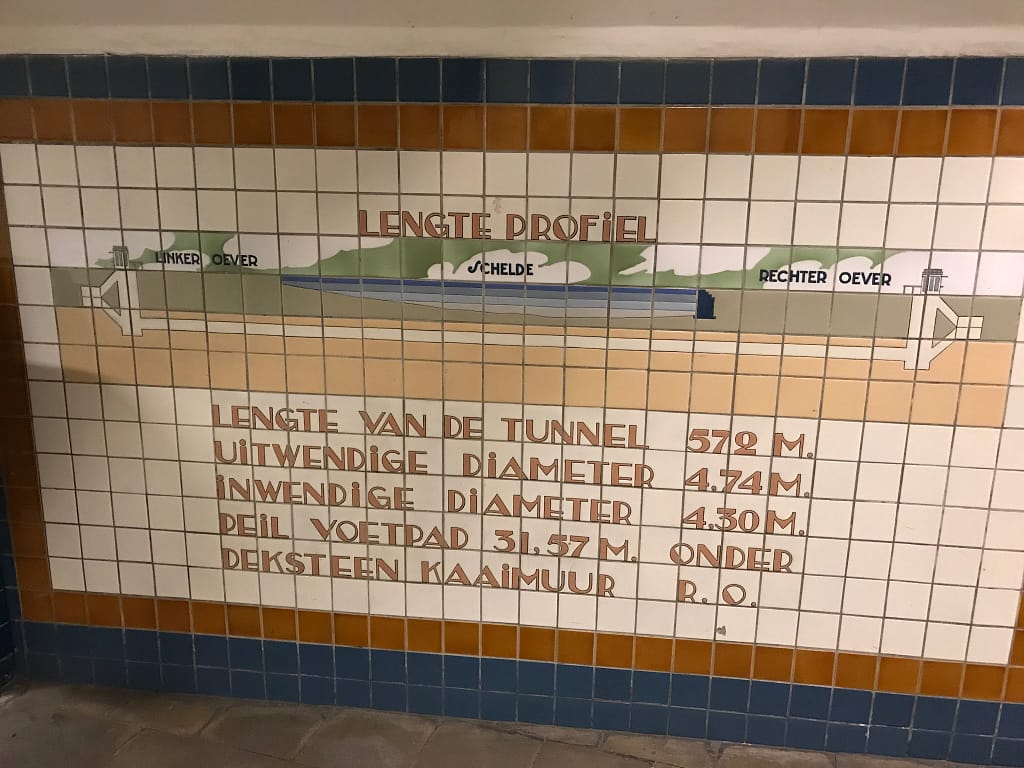 LENGTE PROFiEL
LINKER OEVER
SCHELDE
RECHTER OEVER
LENGTE VAN DE TUNNEL 572 M.
UiTWENDiGE DiAMETER 4.74 M.
iNWENDiGE DiAMETER 4.30 M.
PEiL VOETPAD 31,57 M. ONDER
DEKSTEEN KAAiMUUR R.O.